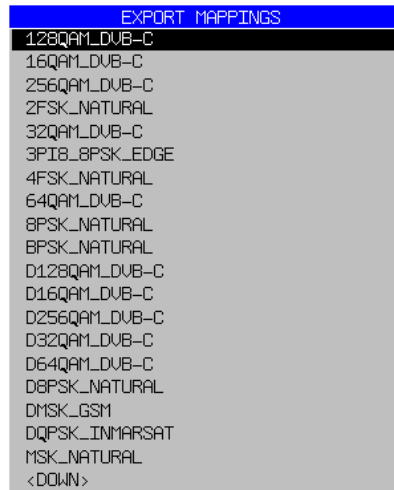 EXPORT MAPPINGS
128QAM_DVB-C
16QAM_DVB-C
256QAM_DVB-C
2FSK_NATURAL
32QAM_DVB-C
3PI8_8PSK_EDGE
4FSK_NATURAL
64QAM_DVB-C
8PSK_NATURAL
BPSK_NATURAL
D128QAM_DVB-C
D16QAM_DVB-C
D256QAM_DVB-C
D32QAM_DVB-C
D64QAM_DVB-C
D8PSK_NATURAL
DMSK_GSM
DQPSK_INMARSAT
MSK_NATURAL
<DOWN>